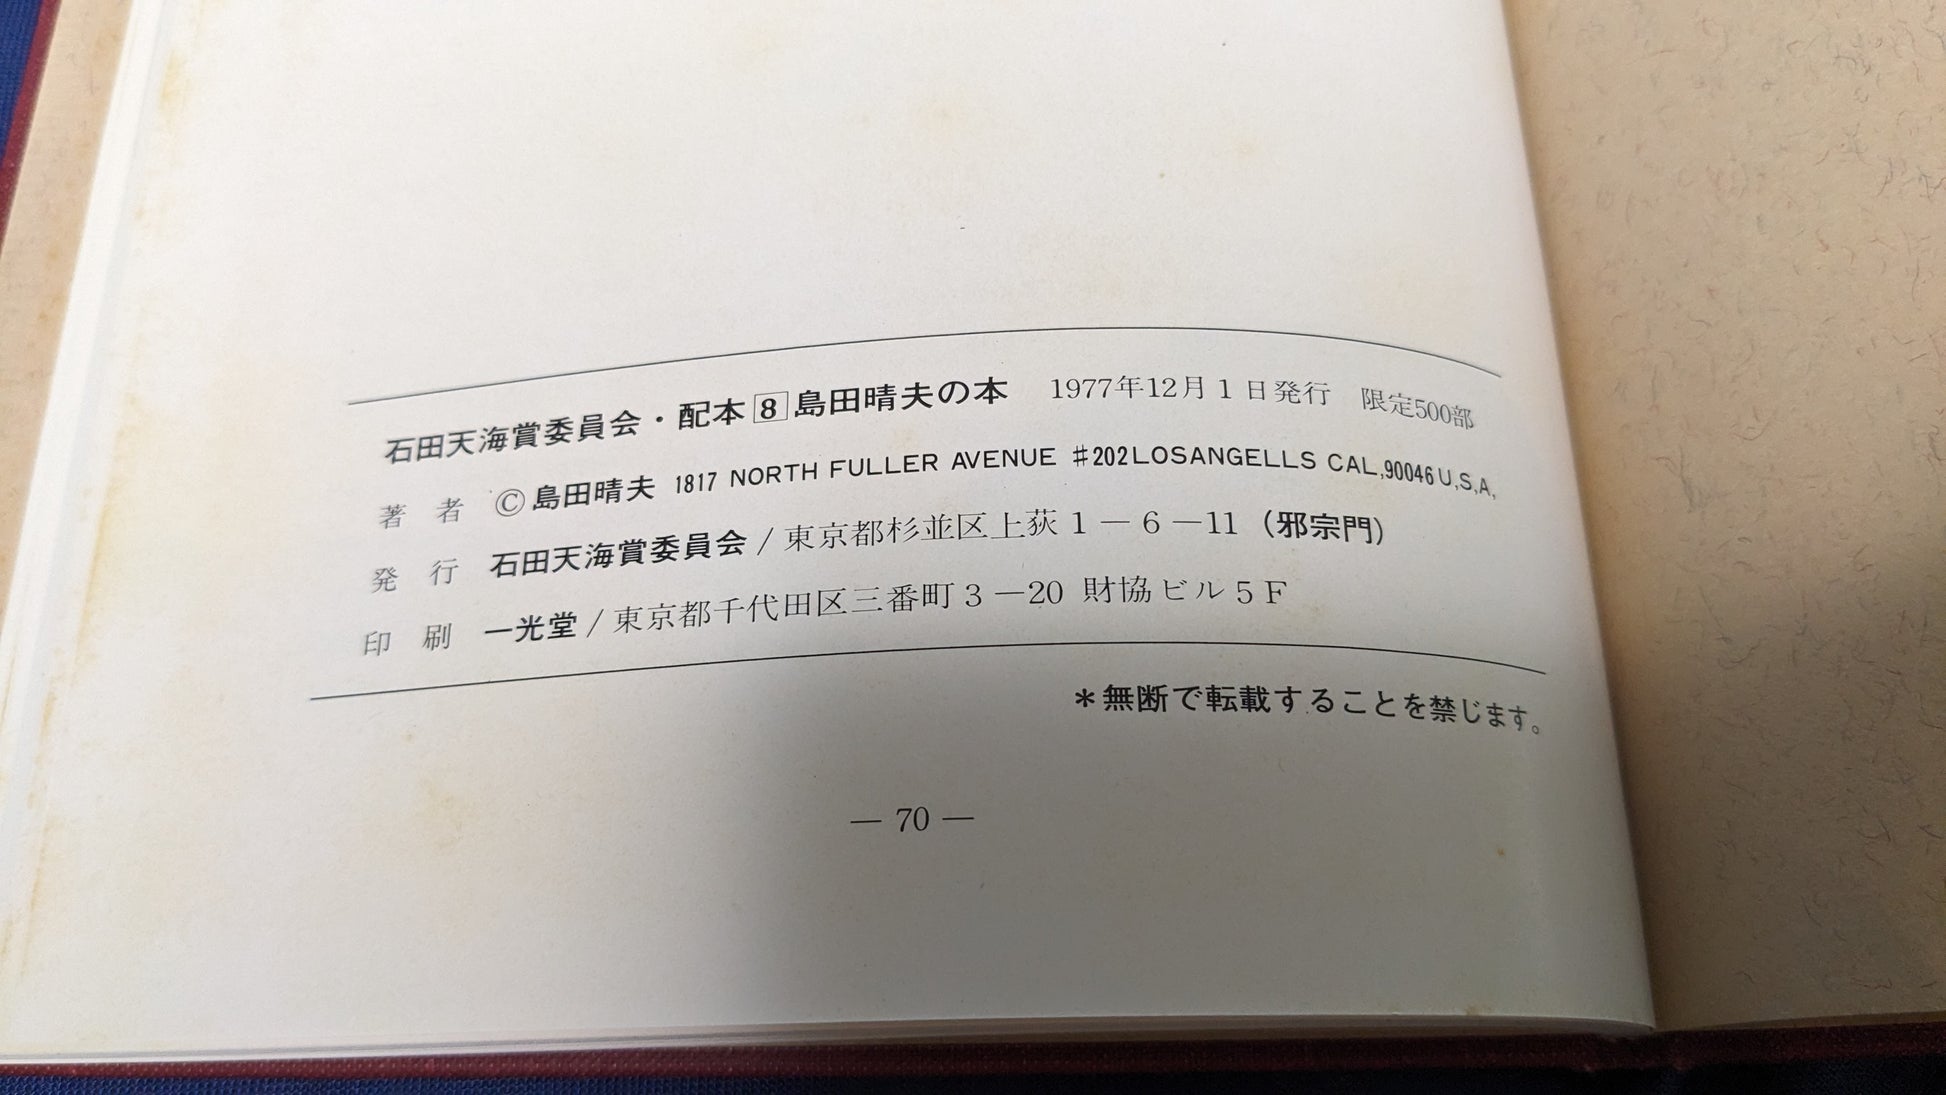 石田天海賞委員会・配本8島田晴夫の本　1977年12月1日発行　限定500部
著　者　©島田晴夫 1817 NORTH FULLER AVENUE #202LOSANGELLS CAL,90046U,S,A,
発　行　石田天海賞委員会/東京都杉並区上荻1－6－11（邪宗門）
印　刷　一光堂/東京都千代田区三番町3－20 財協ビル5F
＊無断で転載することを禁じます。
― 70 ―